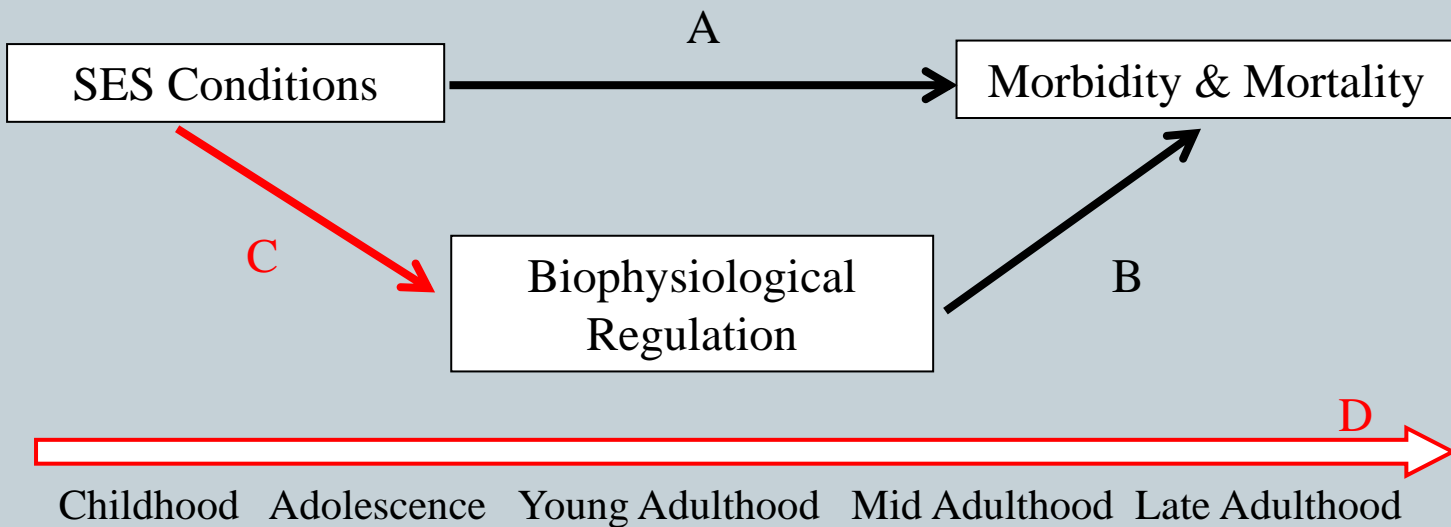 A
SES Conditions
Morbidity & Mortality
C
Biophysiological
Regulation
B
D
Childhood Adolescence Young Adulthood Mid Adulthood Late Adulthood